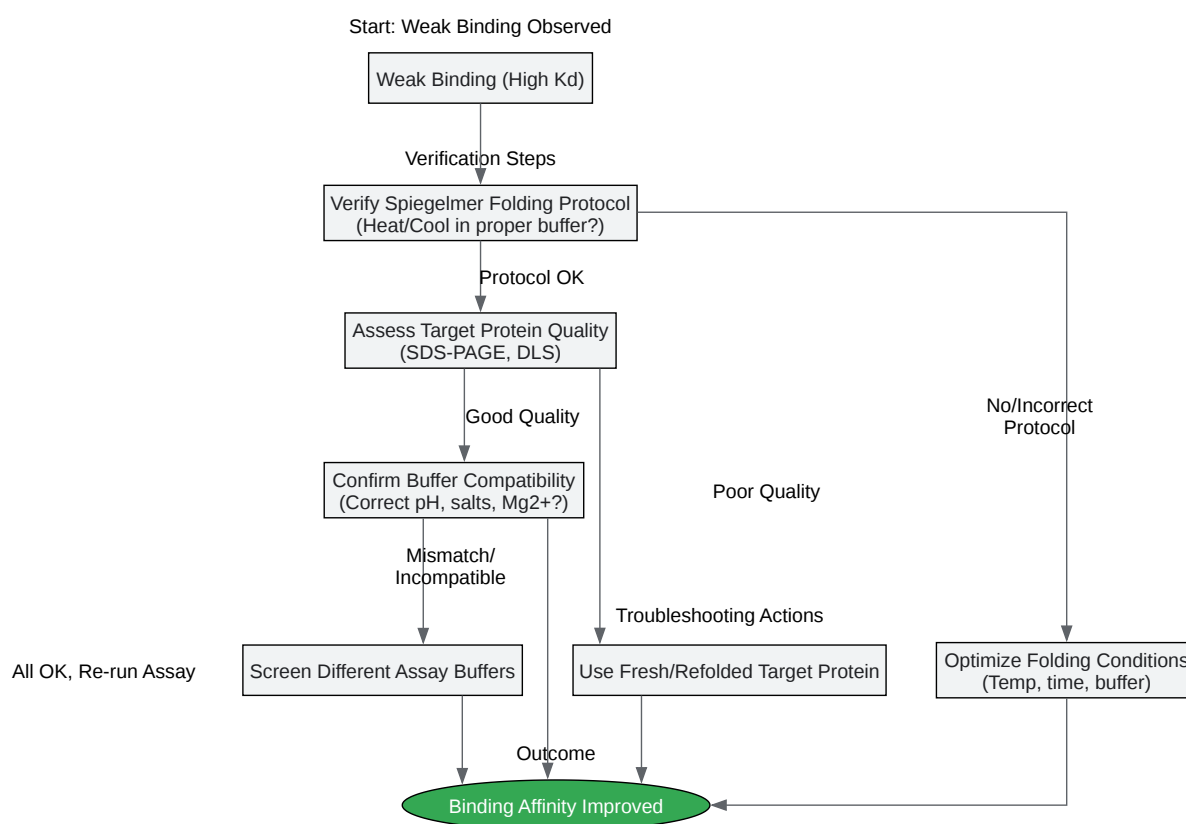 Start: Weak Binding Observed
Weak Binding (High Kd)
Verification Steps
Verify Spiegelmer Folding Protocol
(Heat/Cool in proper buffer?)
Protocol OK
Assess Target Protein Quality
(SDS-PAGE, DLS)
Good Quality
No/Incorrect
Protocol
Confirm Buffer Compatibility
(Correct pH, salts, Mg2+?)
Poor Quality
Mismatch/
Incompatible
Troubleshooting Actions
All OK, Re-run Assay
Screen Different Assay Buffers
Use Fresh/Refolded Target Protein
Optimize Folding Conditions
(Temp, time, buffer)
Outcome
Binding Affinity Improved